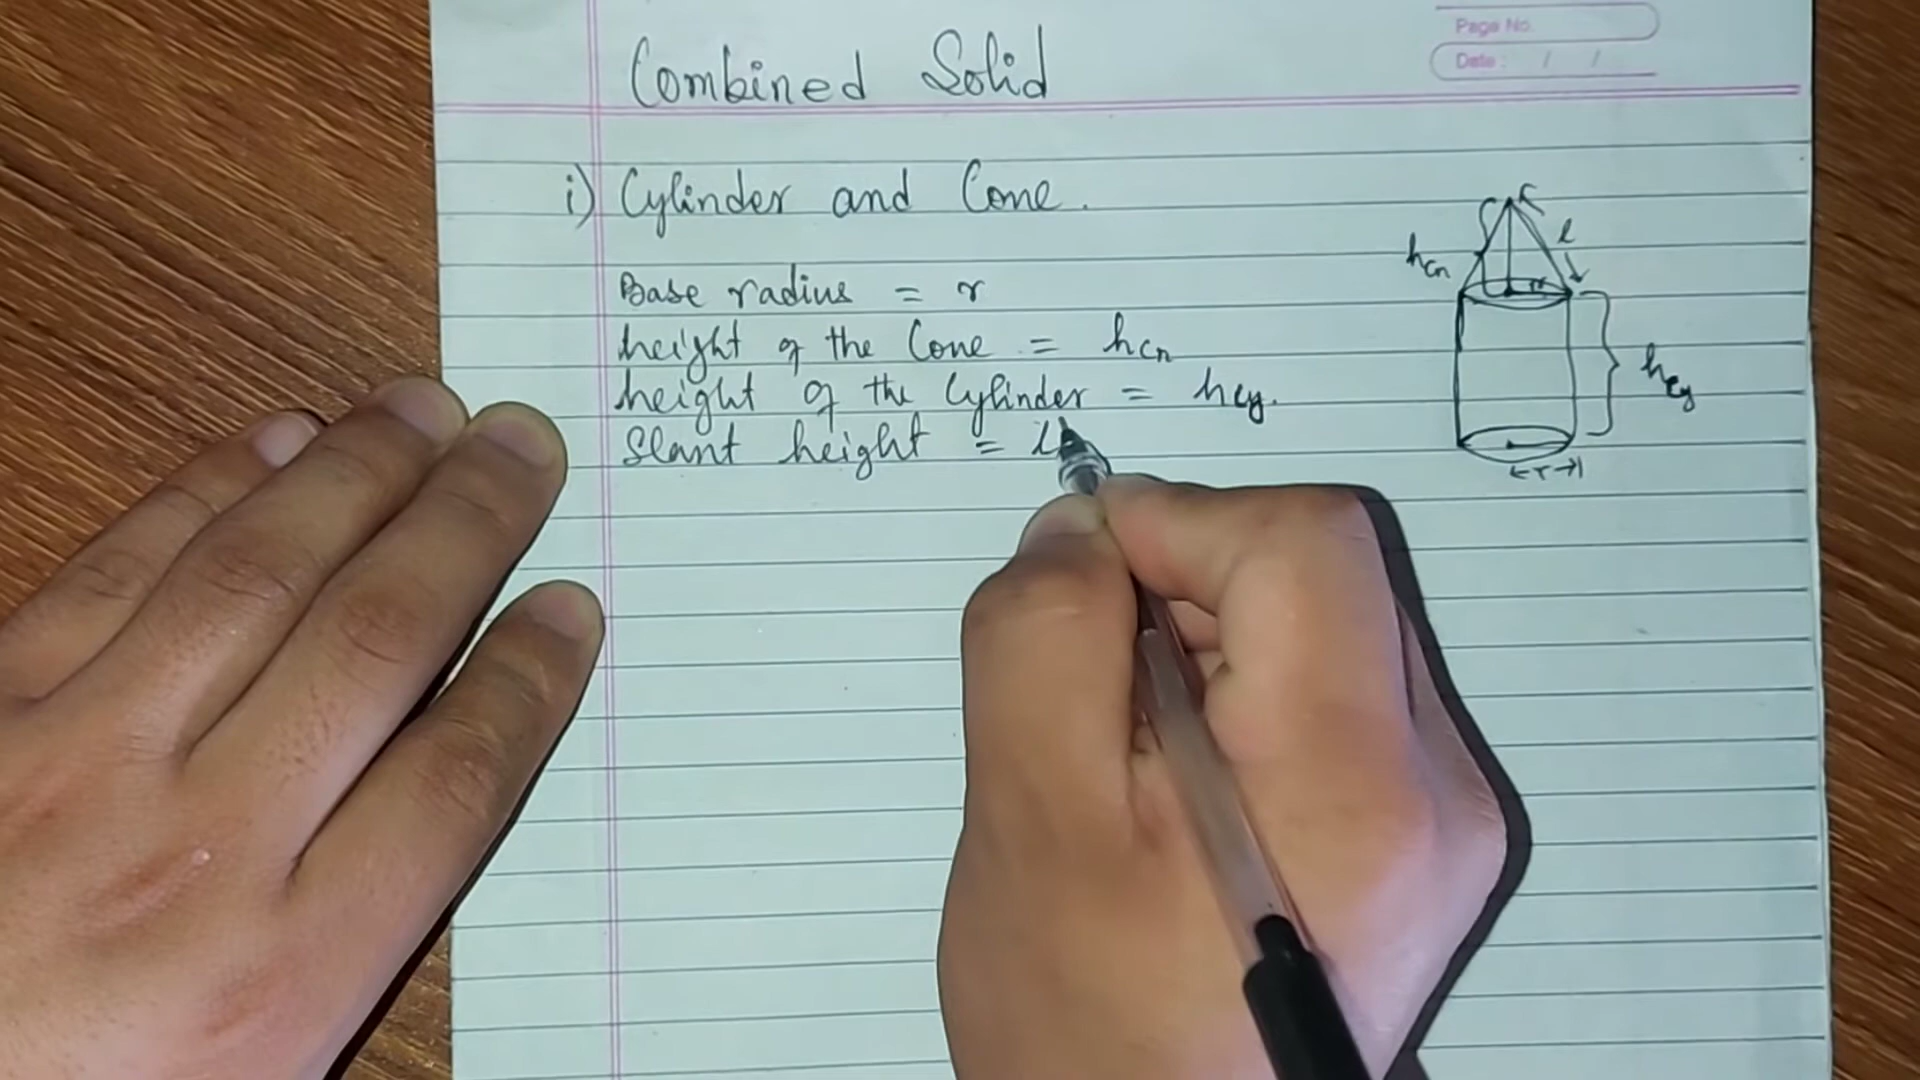 Page No.
Date : / /
Combined Solid
i) Cylinder and Cone.
Base radius = r
height of the Cone = hcn
height of the Cylinder = hcy.
Slant height = l
hcn
l
r
hcy
←r→|